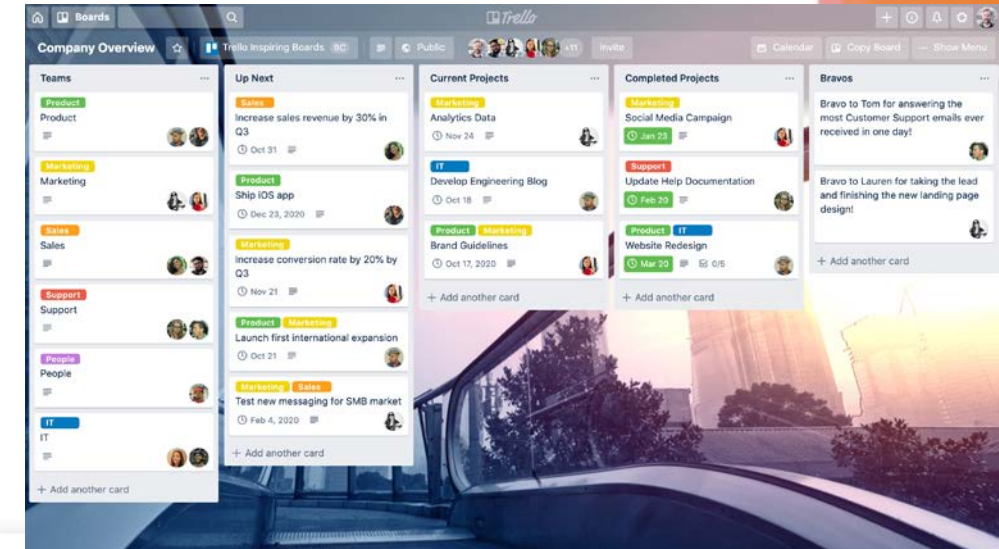 Boards
Trello
Company Overview
Trello Inspiring Boards BC
Public
+11
Invite
Calendar
Copy Board
··· Show Menu
Teams
Product
Product
Marketing
Marketing
Sales
Sales
Support
Support
People
People
IT
IT
+ Add another card
Up Next
Sales
Increase sales revenue by 30% in
Q3
Oct 31
Product
Ship iOS app
Dec 23, 2020
Marketing
Increase conversion rate by 20% by
Q3
Nov 21
Product Marketing
Launch first international expansion
Oct 21
Marketing Sales
Test new messaging for SMB market
Feb 4, 2020
+ Add another card
Current Projects
Marketing
Analytics Data
Nov 24
IT
Develop Engineering Blog
Oct 18
Product Marketing
Brand Guidelines
Oct 17, 2020
+ Add another card
Completed Projects
Marketing
Social Media Campaign
Jan 23
Support
Update Help Documentation
Feb 20
Product IT
Website Redesign
Mar 20 0/5
+ Add another card
Bravos
Bravo to Tom for answering the
most Customer Support emails ever
received in one day!
Bravo to Lauren for taking the lead
and finishing the new landing page
design!
+ Add another card